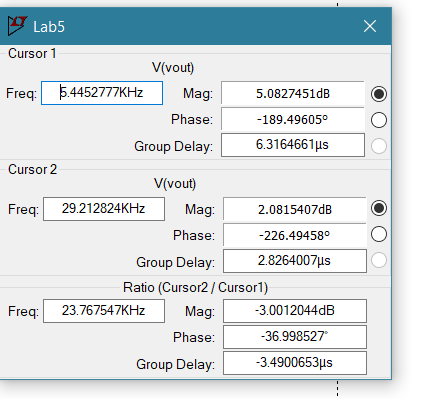 Lab5
Cursor 1
V(vout)
Freq: 5.4452777KHz Mag: 5.0827451dB
Phase: -189.49605º
Group Delay: 6.3164661µs
Cursor 2
V(vout)
Freq: 29.212824KHz Mag: 2.0815407dB
Phase: -226.49458º
Group Delay: 2.8264007µs
Ratio (Cursor2 / Cursor1)
Freq: 23.767547KHz Mag: -3.0012044dB
Phase: -36.998527°
Group Delay: -3.4900653µs